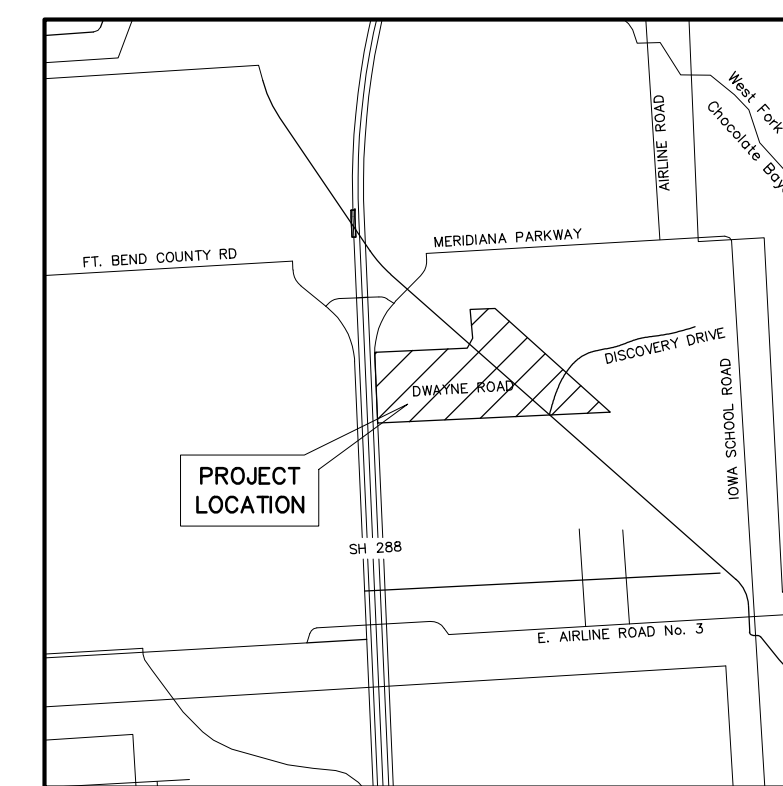 West Fork
Chocolate Bay
AIRLINE ROAD
MERIDIANA PARKWAY
FT. BEND COUNTY RD
DISCOVERY DRIVE
DWAYNE ROAD
IOWA SCHOOL ROAD
PROJECT
LOCATION
SH 288
E. AIRLINE ROAD No. 3